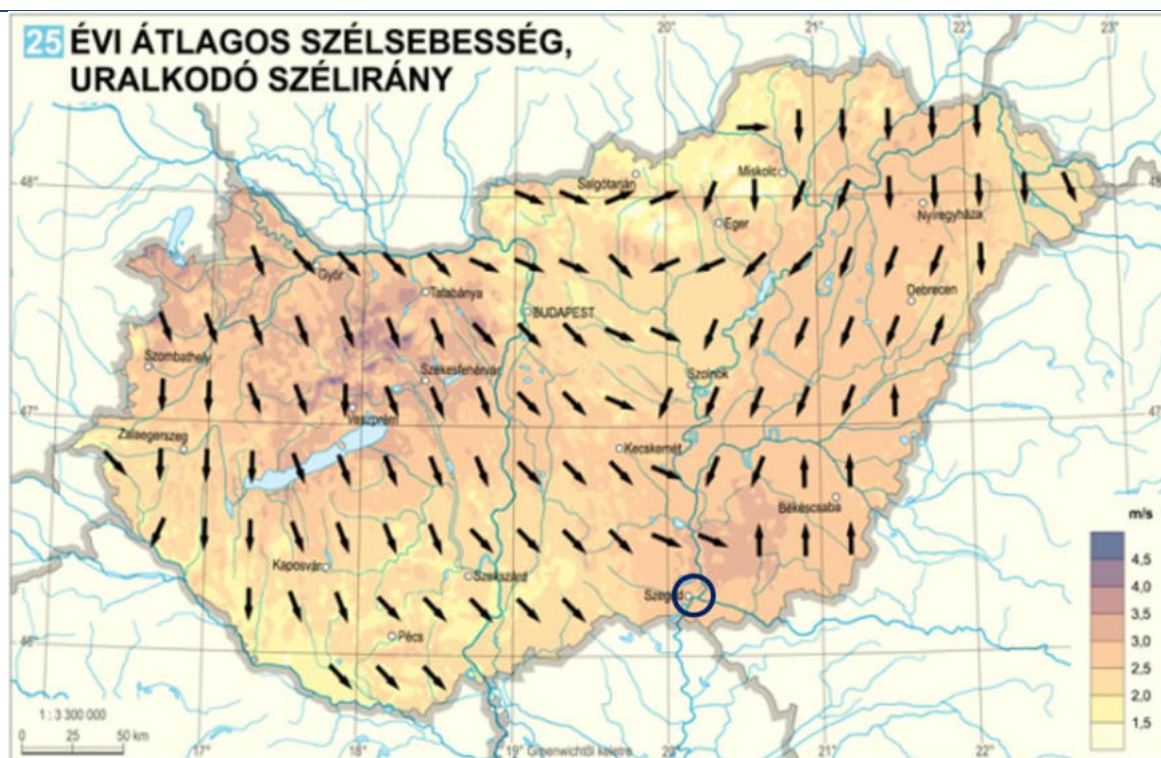 25 ÉVI ÁTLAGOS SZÉLSEBESSÉG,
URALKODÓ SZÉLIRÁNY
20°
21°
22°
23°
48°
48°
Salgótarján
Miskolc
Eger
Nyíregyháza
Győr
Tatabánya
BUDAPEST
Debrecen
Szombathely
Székesfehérvár
Szolnok
47°
47°
Veszprém
Zalaegerszeg
Kecskemét
Békéscsaba
m/s
4,5
4,0
3,5
3,0
2,5
2,0
1,5
Kaposvár
Szekszárd
Szeged
46°
Pécs
1 : 3 300 000
0 25 50 km
17°
18°
19° Greenwichtől keletre
20°
21°
22°